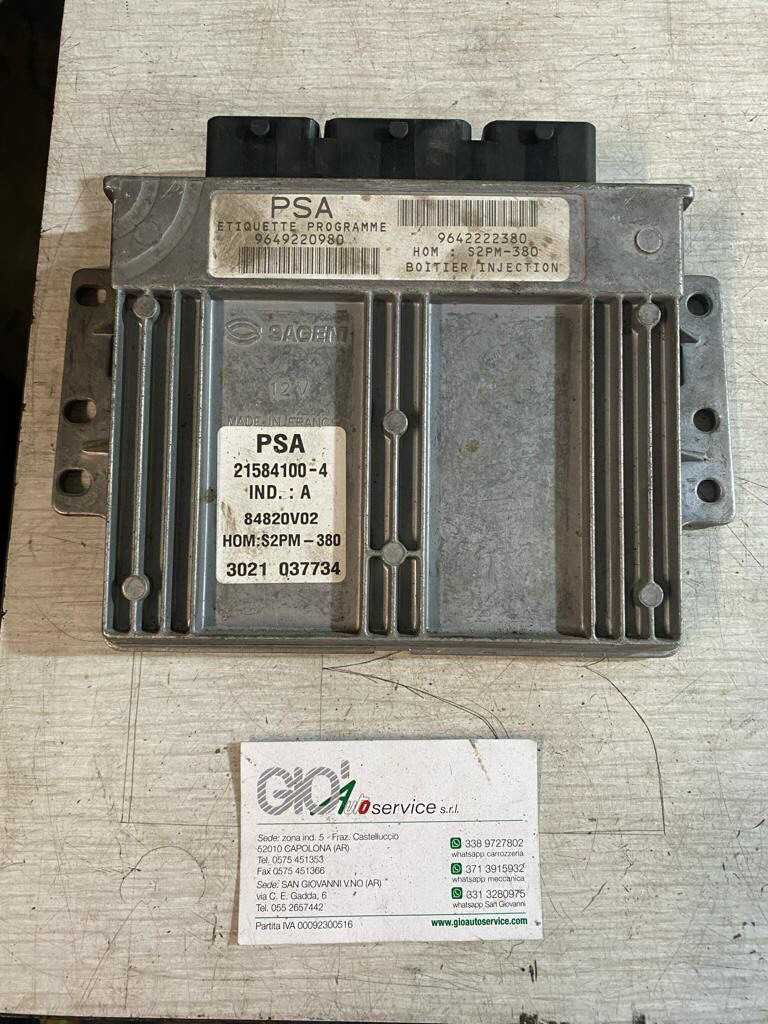 PSA
ETIQUETTE PROGRAMME
9649220980
9642222380
HOM : S2PM-380
BOITIER INJECTION
SAGEM
12V
MADE IN FRANCE
PSA
21584100-4
IND. : A
84820V02
HOM:S2PM-380
3021 037734
GIO' Autoservice s.r.l.
Sede: zona ind. 5 - Fraz. Castelluccio
52010 CAPOLONA (AR)
Tel. 0575 451353
Fax 0575 451366
Sede: SAN GIOVANNI V.NO (AR)
via C. E. Gadda, 6
Tel. 055 2657442
Partita IVA 00092300516
338 9727802
whatsapp carrozzeria
371 3915932
whatsapp meccanica
331 3280975
whatsapp San Giovanni
www.gioautoservice.com